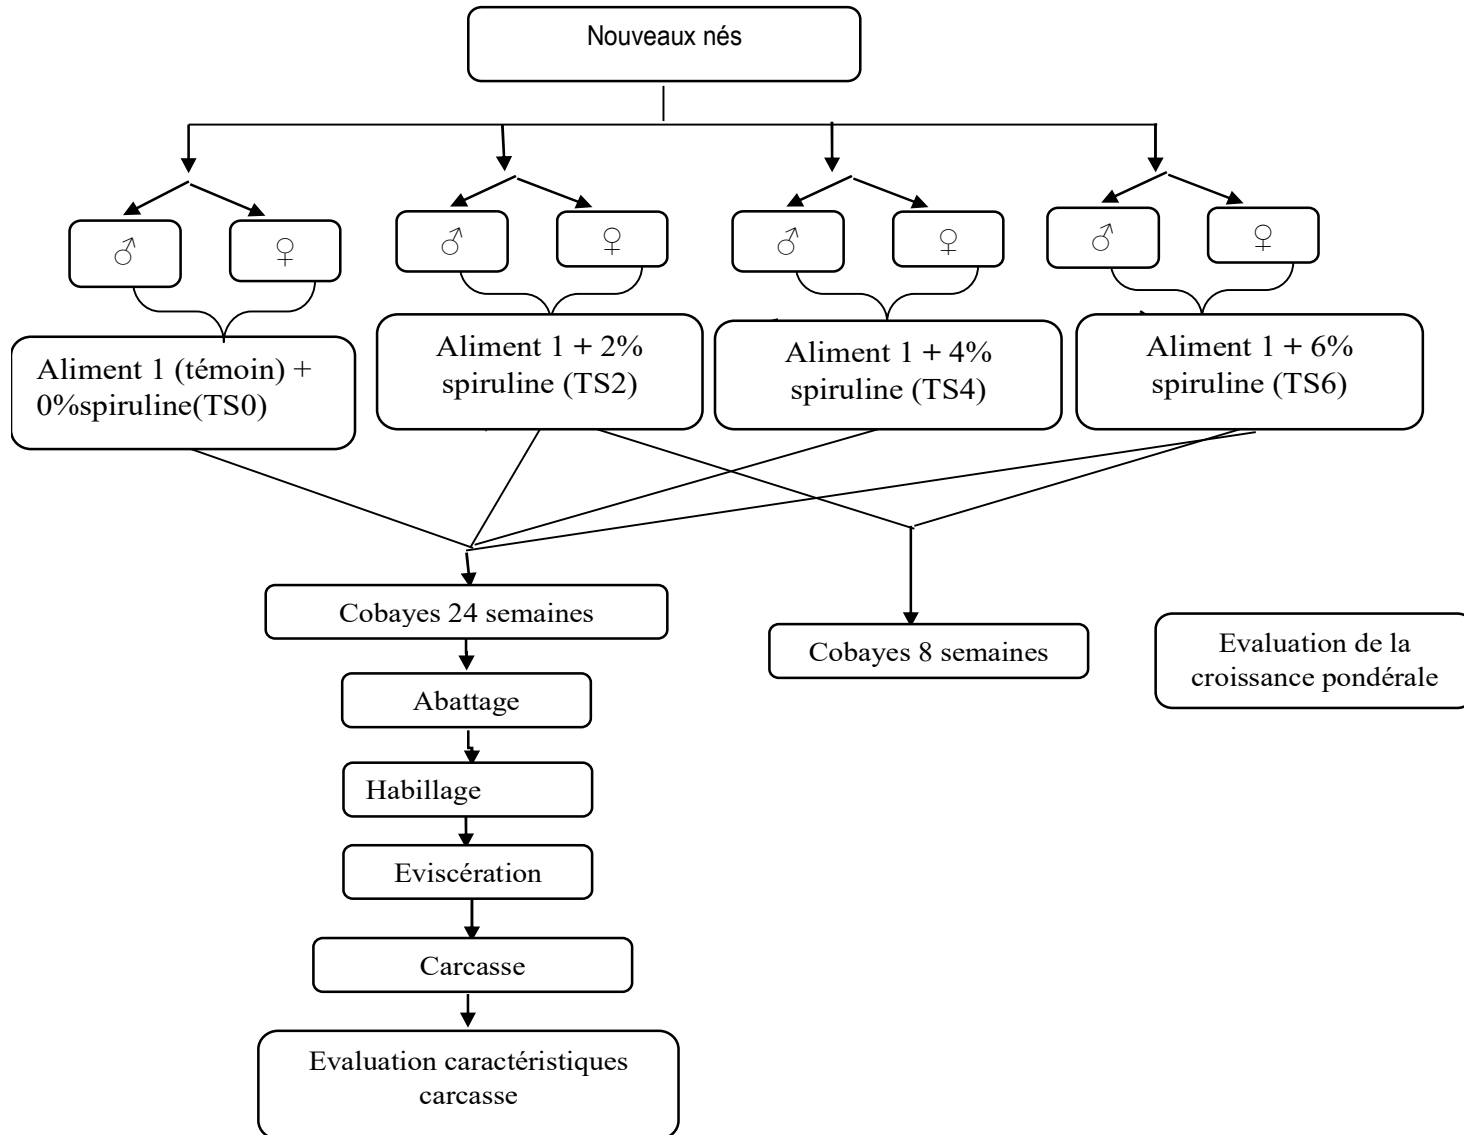 Nouveaux nés
♂ ♀ ♂ ♀ ♂ ♀ ♂ ♀
Aliment 1 (témoin) +
0%spiruline(TS0)
Aliment 1 + 2%
spiruline (TS2)
Aliment 1 + 4%
spiruline (TS4)
Aliment 1 + 6%
spiruline (TS6)
Cobayes 24 semaines
Cobayes 8 semaines
Evaluation de la
croissance pondérale
Abattage
Habillage
Eviscération
Carcasse
Evaluation caractéristiques
carcasse